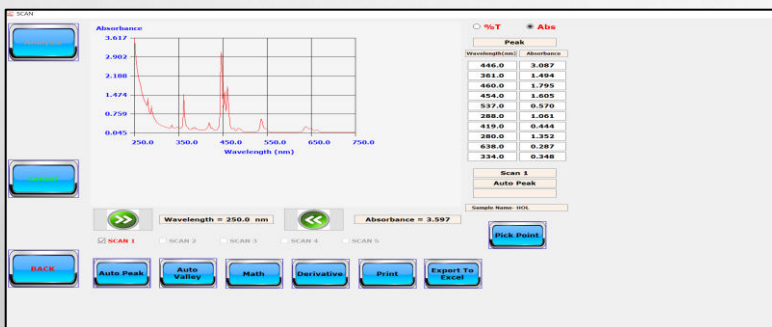 SCAN
Absorbance
3.617
2.902
2.188
1.474
0.759
0.045
250.0 350.0 450.0 550.0 650.0 750.0
Wavelength (nm)
%T Abs
Peak
Wavelength(nm) Absorbance
446.0 3.087
361.0 1.494
460.0 1.795
454.0 1.605
537.0 0.570
288.0 1.061
419.0 0.444
280.0 1.352
638.0 0.287
334.0 0.348
Scan 1
Auto Peak
Sample Name- HOL
Wavelength = 250.0 nm
Absorbance = 3.597
SCAN 1 SCAN 2 SCAN 3 SCAN 4 SCAN 5
Pick Point
BACK
Auto Peak
Auto Valley
Math
Derivative
Print
Export To Excel